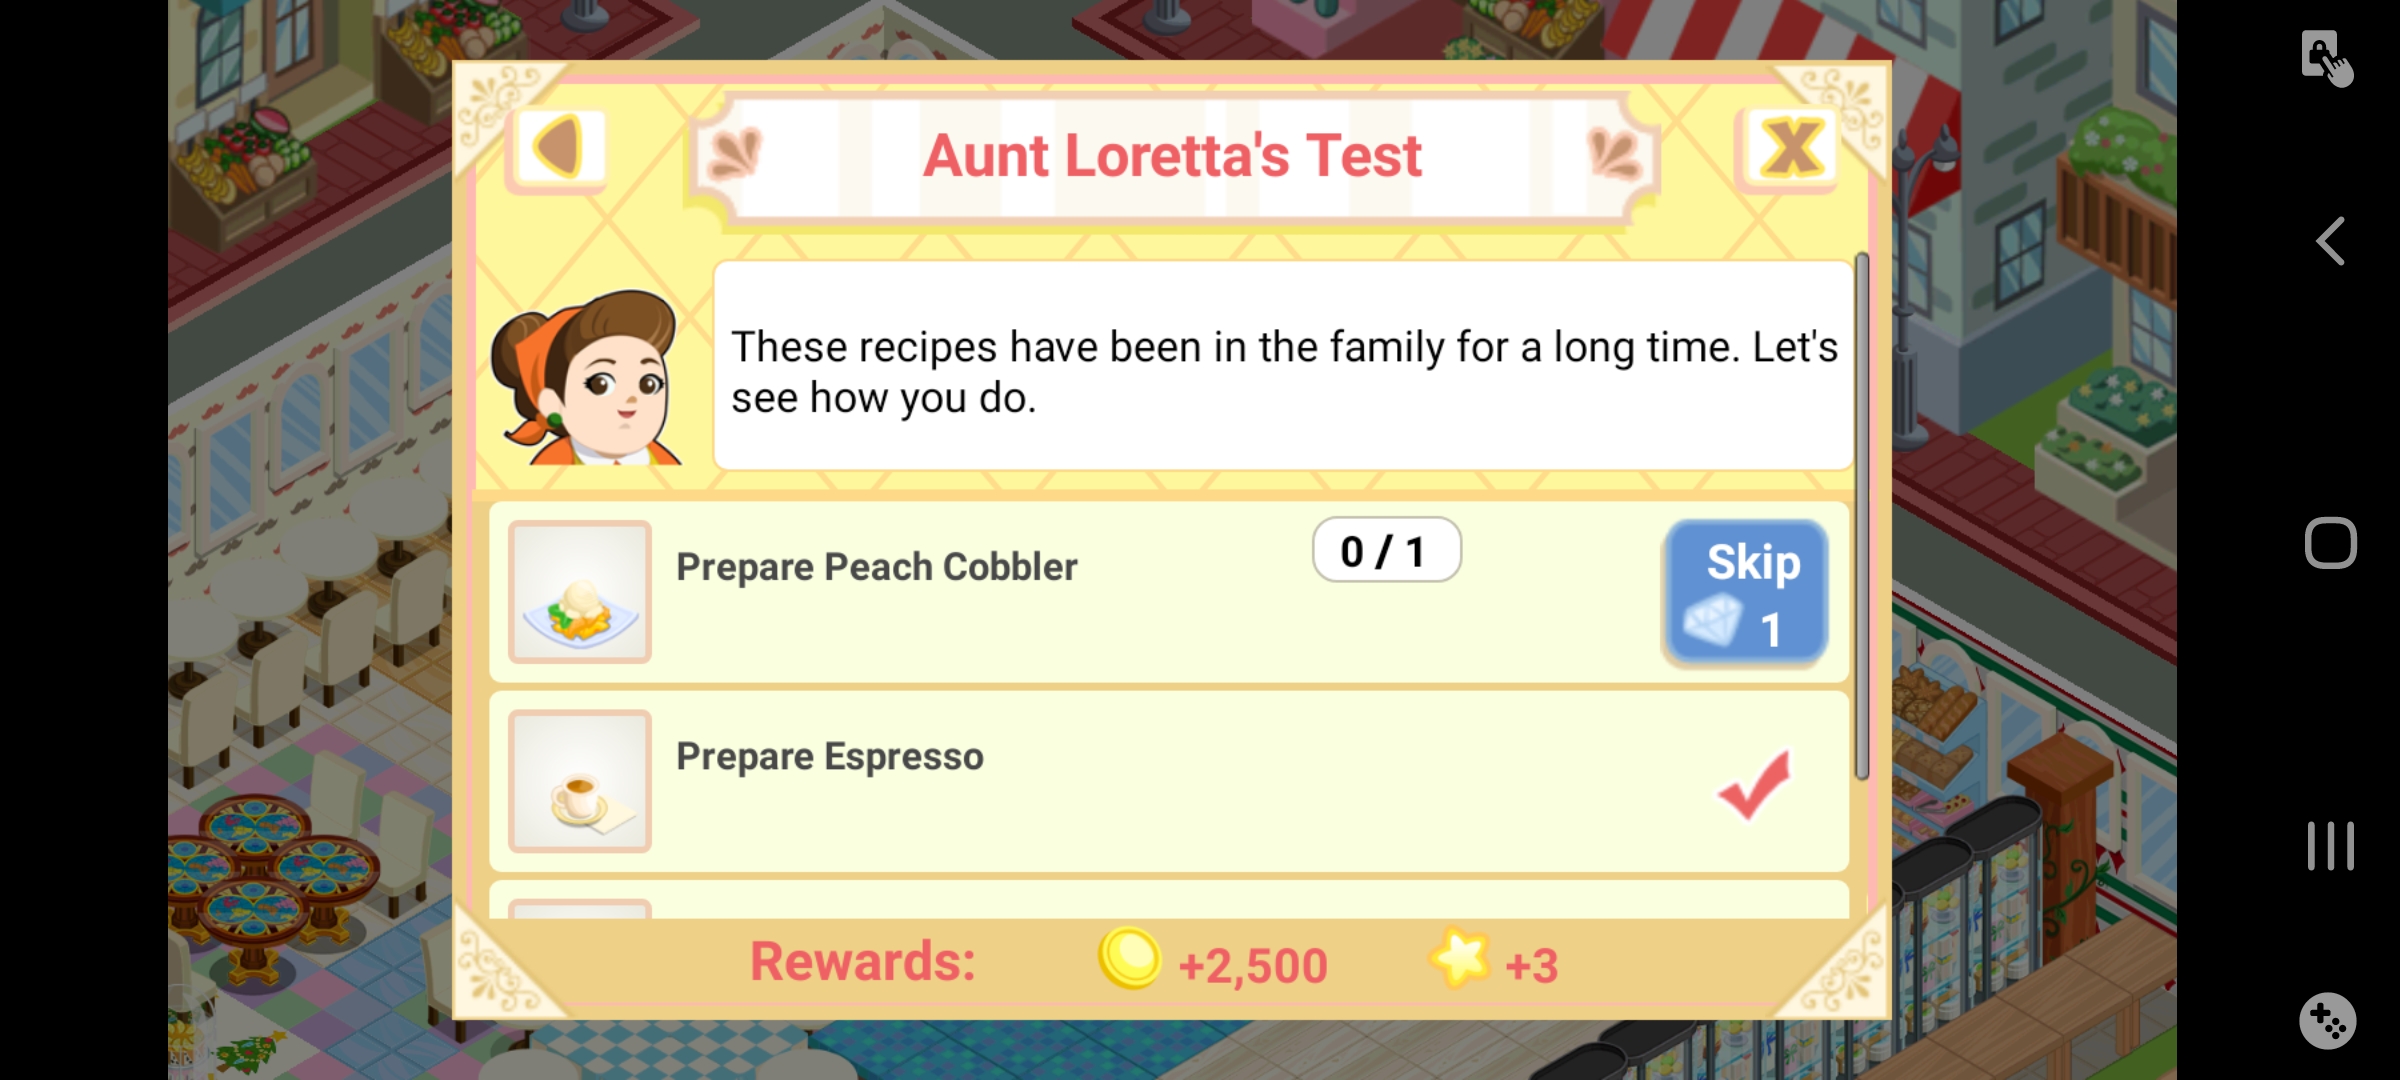 Aunt Loretta's Test
These recipes have been in the family for a long time. Let's
see how you do.
Prepare Peach Cobbler
0 / 1
Skip
1
Prepare Espresso
Rewards:
+2,500
+3